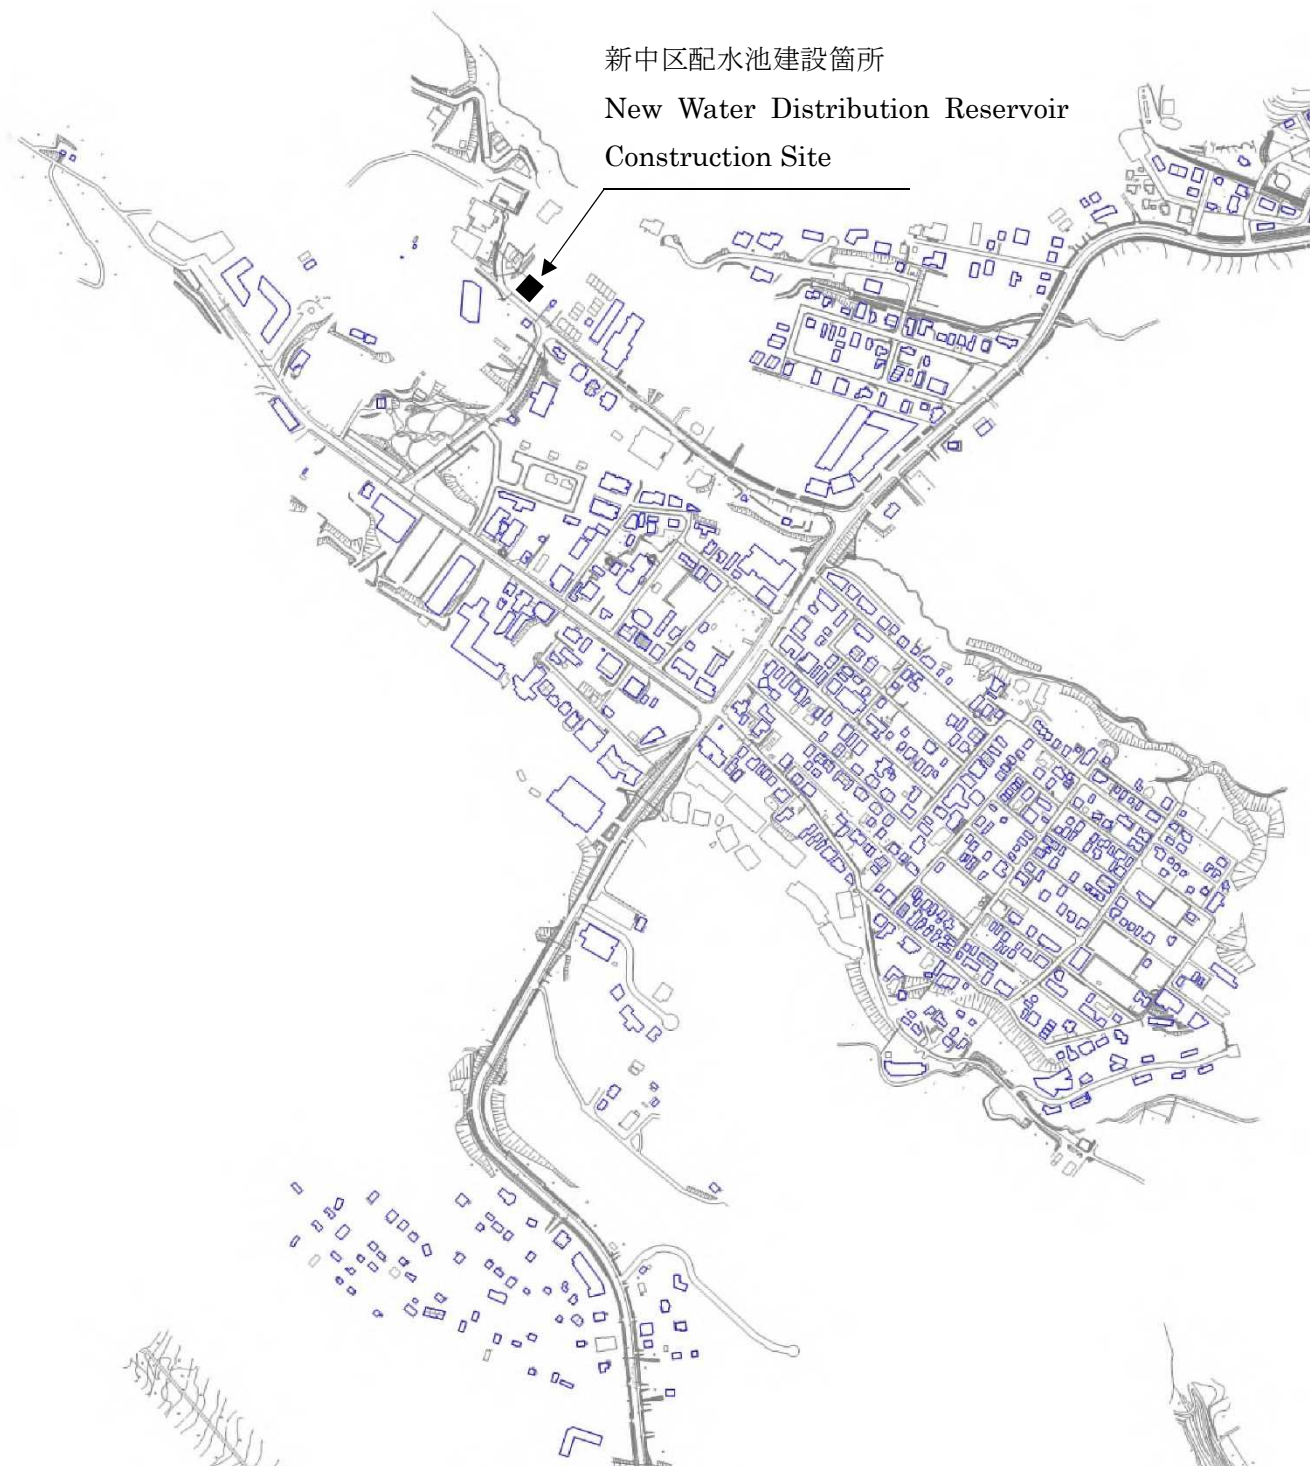 新中区配水池建設箇所
New Water Distribution Reservoir
Construction Site